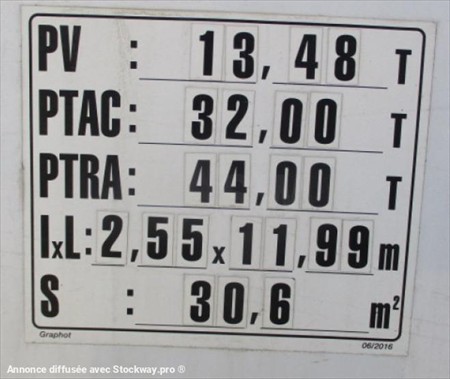 PV : 13,48 T
PTAC : 32,00 T
PTRA : 44,00 T
IxL : 2,55 x 11,99 m
S : 30,6 m²
Graphot 06/2016
Annonce diffusée avec Stockway.pro ®